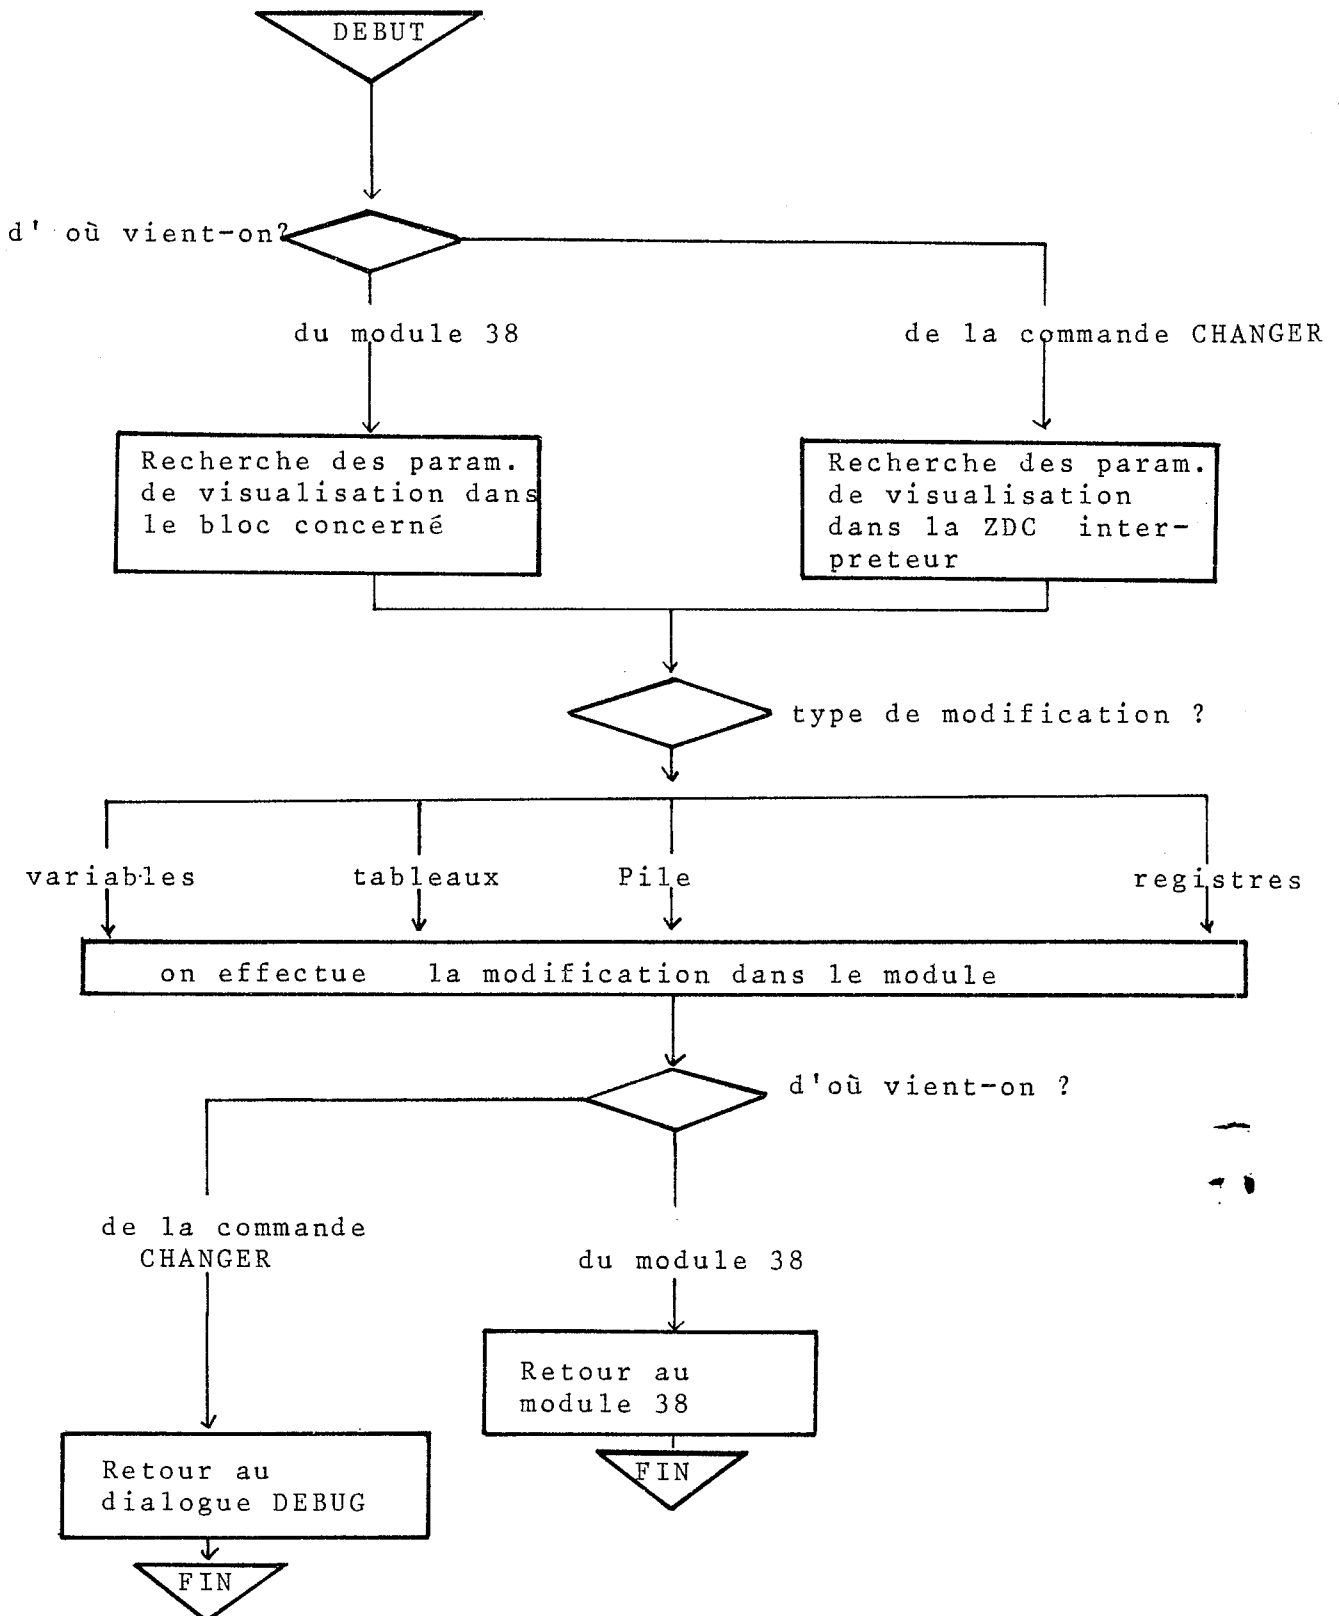 DEBUT
d' où vient-on?
du module 38
de la commande CHANGER
Recherche des param.
de visualisation dans
le bloc concerné
Recherche des param.
de visualisation
dans la ZDC inter-
preteur
type de modification ?
variables
tableaux
Pile
registres
on effectue la modification dans le module
d'où vient-on ?
de la commande
CHANGER
du module 38
Retour au
module 38
FIN
Retour au
dialogue DEBUG
FIN